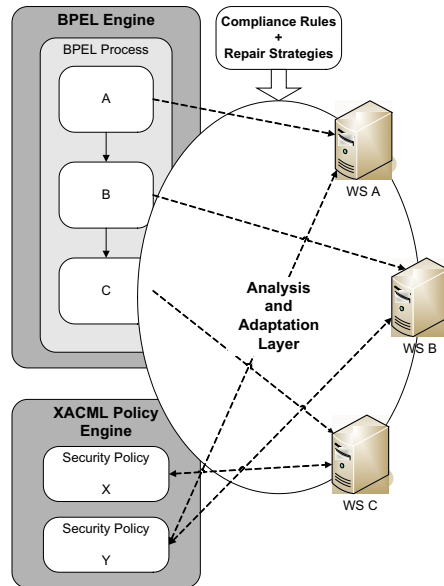 BPEL Engine
BPEL Process
A
B
C
Compliance Rules
+
Repair Strategies
WS A
Analysis
and
Adaptation
Layer
WS B
XACML Policy
Engine
Security Policy
X
Security Policy
Y
WS C